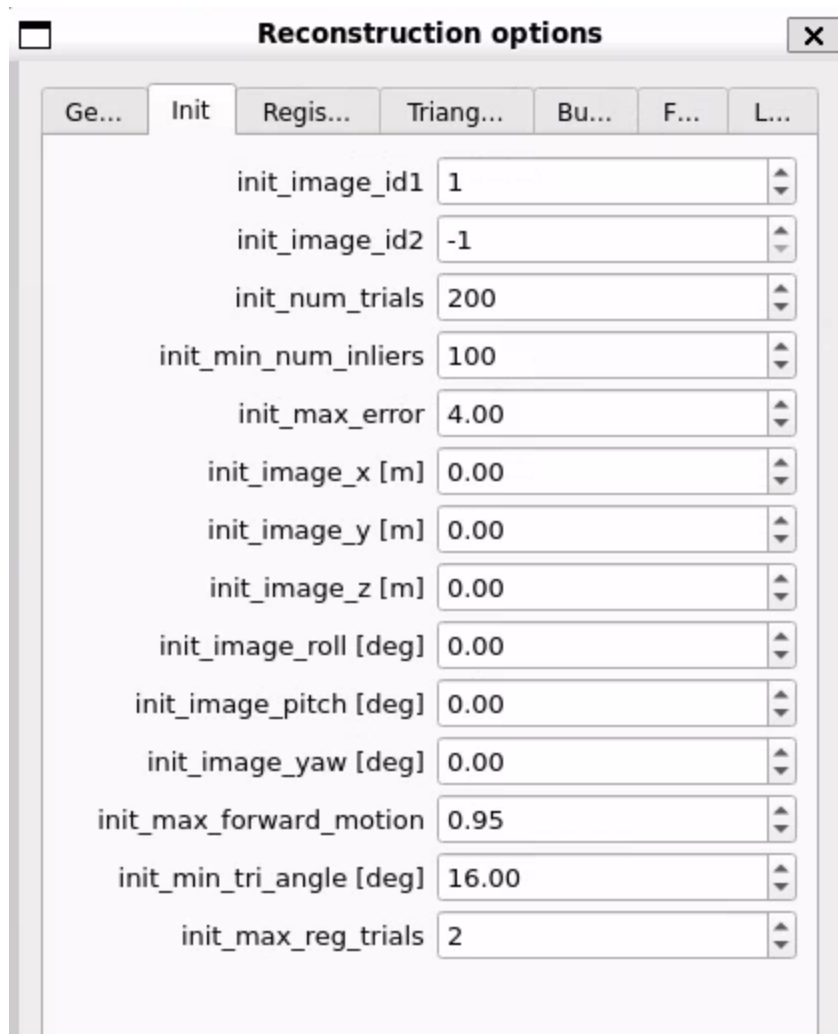 Reconstruction options
Ge... Init Regis... Triang... Bu... F... L...
init_image_id1 1
init_image_id2 -1
init_num_trials 200
init_min_num_inliers 100
init_max_error 4.00
init_image_x [m] 0.00
init_image_y [m] 0.00
init_image_z [m] 0.00
init_image_roll [deg] 0.00
init_image_pitch [deg] 0.00
init_image_yaw [deg] 0.00
init_max_forward_motion 0.95
init_min_tri_angle [deg] 16.00
init_max_reg_trials 2